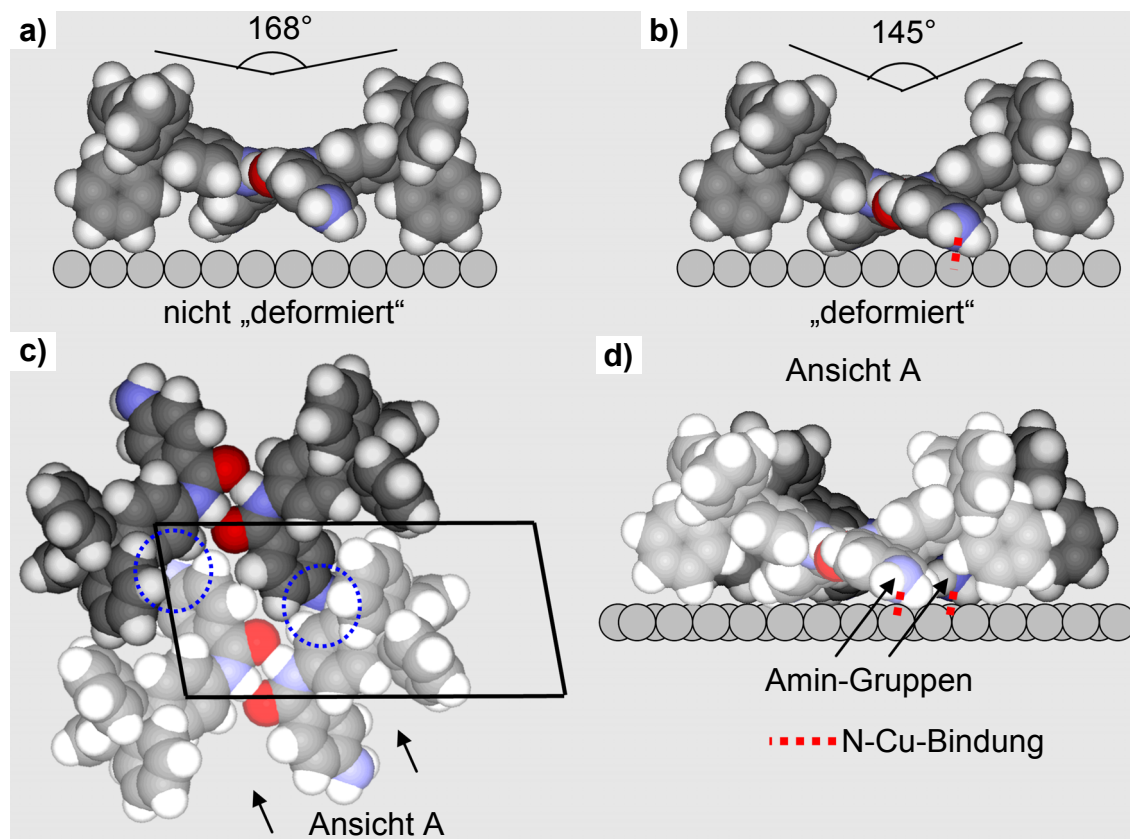 a)
168°
nicht „deformiert“
b)
145°
„deformiert“
c)
Ansicht A
d)
Ansicht A
Amin-Gruppen
N-Cu-Bindung